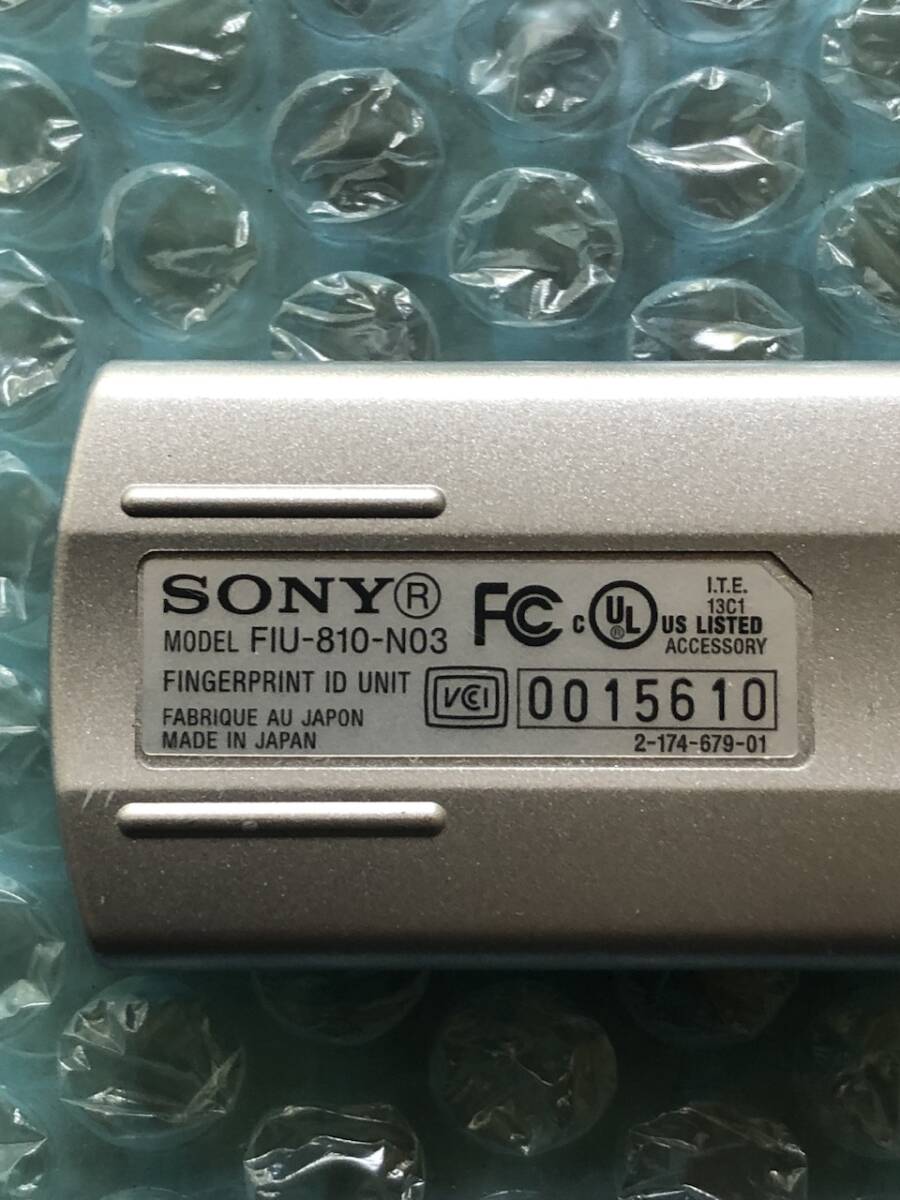 SONY®
MODEL FIU-810-N03
FINGERPRINT ID UNIT
FABRIQUE AU JAPON
MADE IN JAPAN
FC
c UL ® US LISTED
I.T.E.
13C1
ACCESSORY
VCI
0015610
2-174-679-01